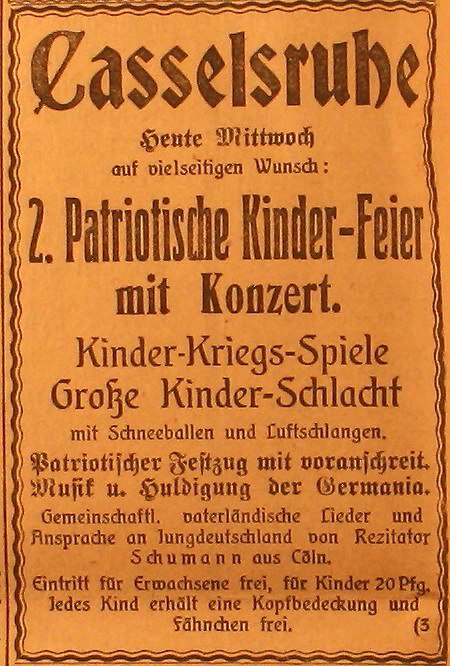 Casselsruhe
Heute Mittwoch
auf vielseitigen Wunsch:
2. Patriotische Kinder-Feier
mit Konzert.
Kinder-Kriegs-Spiele
Große Kinder-Schlacht
mit Schneeballen und Luftschlangen.
Patriotischer Festzug mit voranschreit.
Musik u. Huldigung der Germania.
Gemeinschaftl. vaterländische Lieder und
Ansprache an Jungdeutschland von Rezitator
Schumann aus Cöln.
Eintritt für Erwachsene frei, für Kinder 20 Pfg.
Jedes Kind erhält eine Kopfbedeckung und
Fähnchen frei. (3